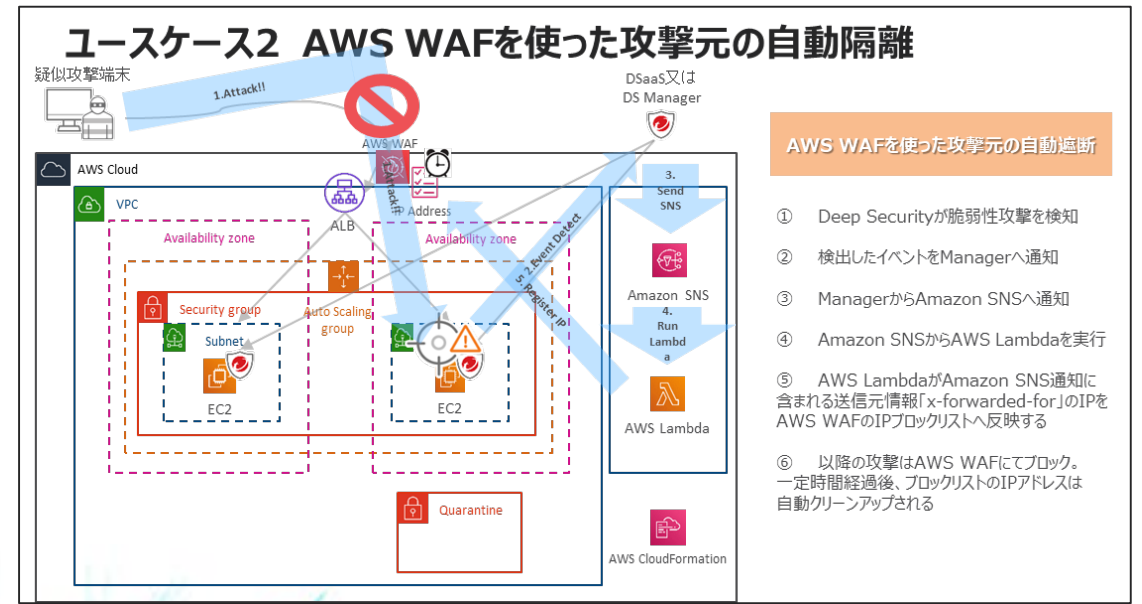 ユースケース2 AWS WAFを使った攻撃元の自動隔離
疑似攻撃端末
1.Attack!!
DSaaS又は
DS Manager
AWS WAF
AWS Cloud
VPC
ALB
IP Address
1.Attack!!
Availability zone
Availability zone
2.Event Detect
5. Register IP
3.
Send
SNS
Amazon SNS
4.
Run
Lambd
a
AWS Lambda
Security group
Auto Scaling
group
Subnet
EC2
EC2
Quarantine
AWS CloudFormation
AWS WAFを使った攻撃元の自動遮断
① Deep Securityが脆弱性攻撃を検知
② 検出したイベントをManagerへ通知
③ ManagerからAmazon SNSへ通知
④ Amazon SNSからAWS Lambdaを実行
⑤ AWS LambdaがAmazon SNS通知に
含まれる送信元情報「x-forwarded-for」のIPを
AWS WAFのIPブロックリストへ反映する
⑥ 以降の攻撃はAWS WAFにてブロック。
一定時間経過後、ブロックリストのIPアドレスは
自動クリーンアップされる